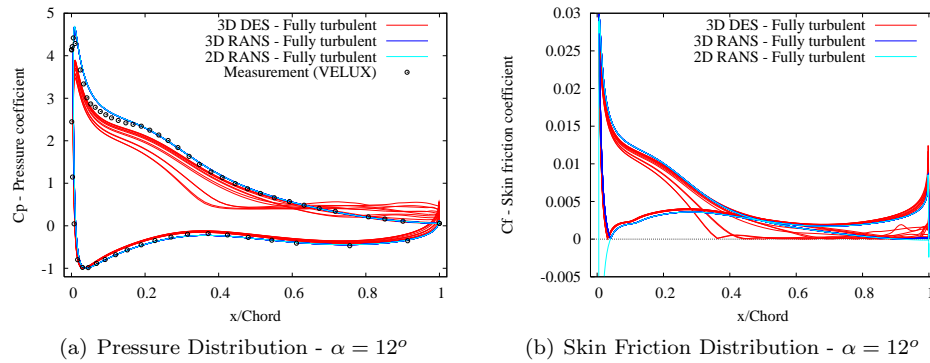 3D DES - Fully turbulent
3D RANS - Fully turbulent
2D RANS - Fully turbulent
Measurement (VELUX)
Cp - Pressure coefficient
5
4
3
2
1
0
-1
0 0.2 0.4 0.6 0.8 1
x/Chord
(a) Pressure Distribution - α = 12°
3D DES - Fully turbulent
3D RANS - Fully turbulent
2D RANS - Fully turbulent
Cf - Skin friction coefficient
0.03
0.025
0.02
0.015
0.01
0.005
0
-0.005
0 0.2 0.4 0.6 0.8 1
x/Chord
(b) Skin Friction Distribution - α = 12°